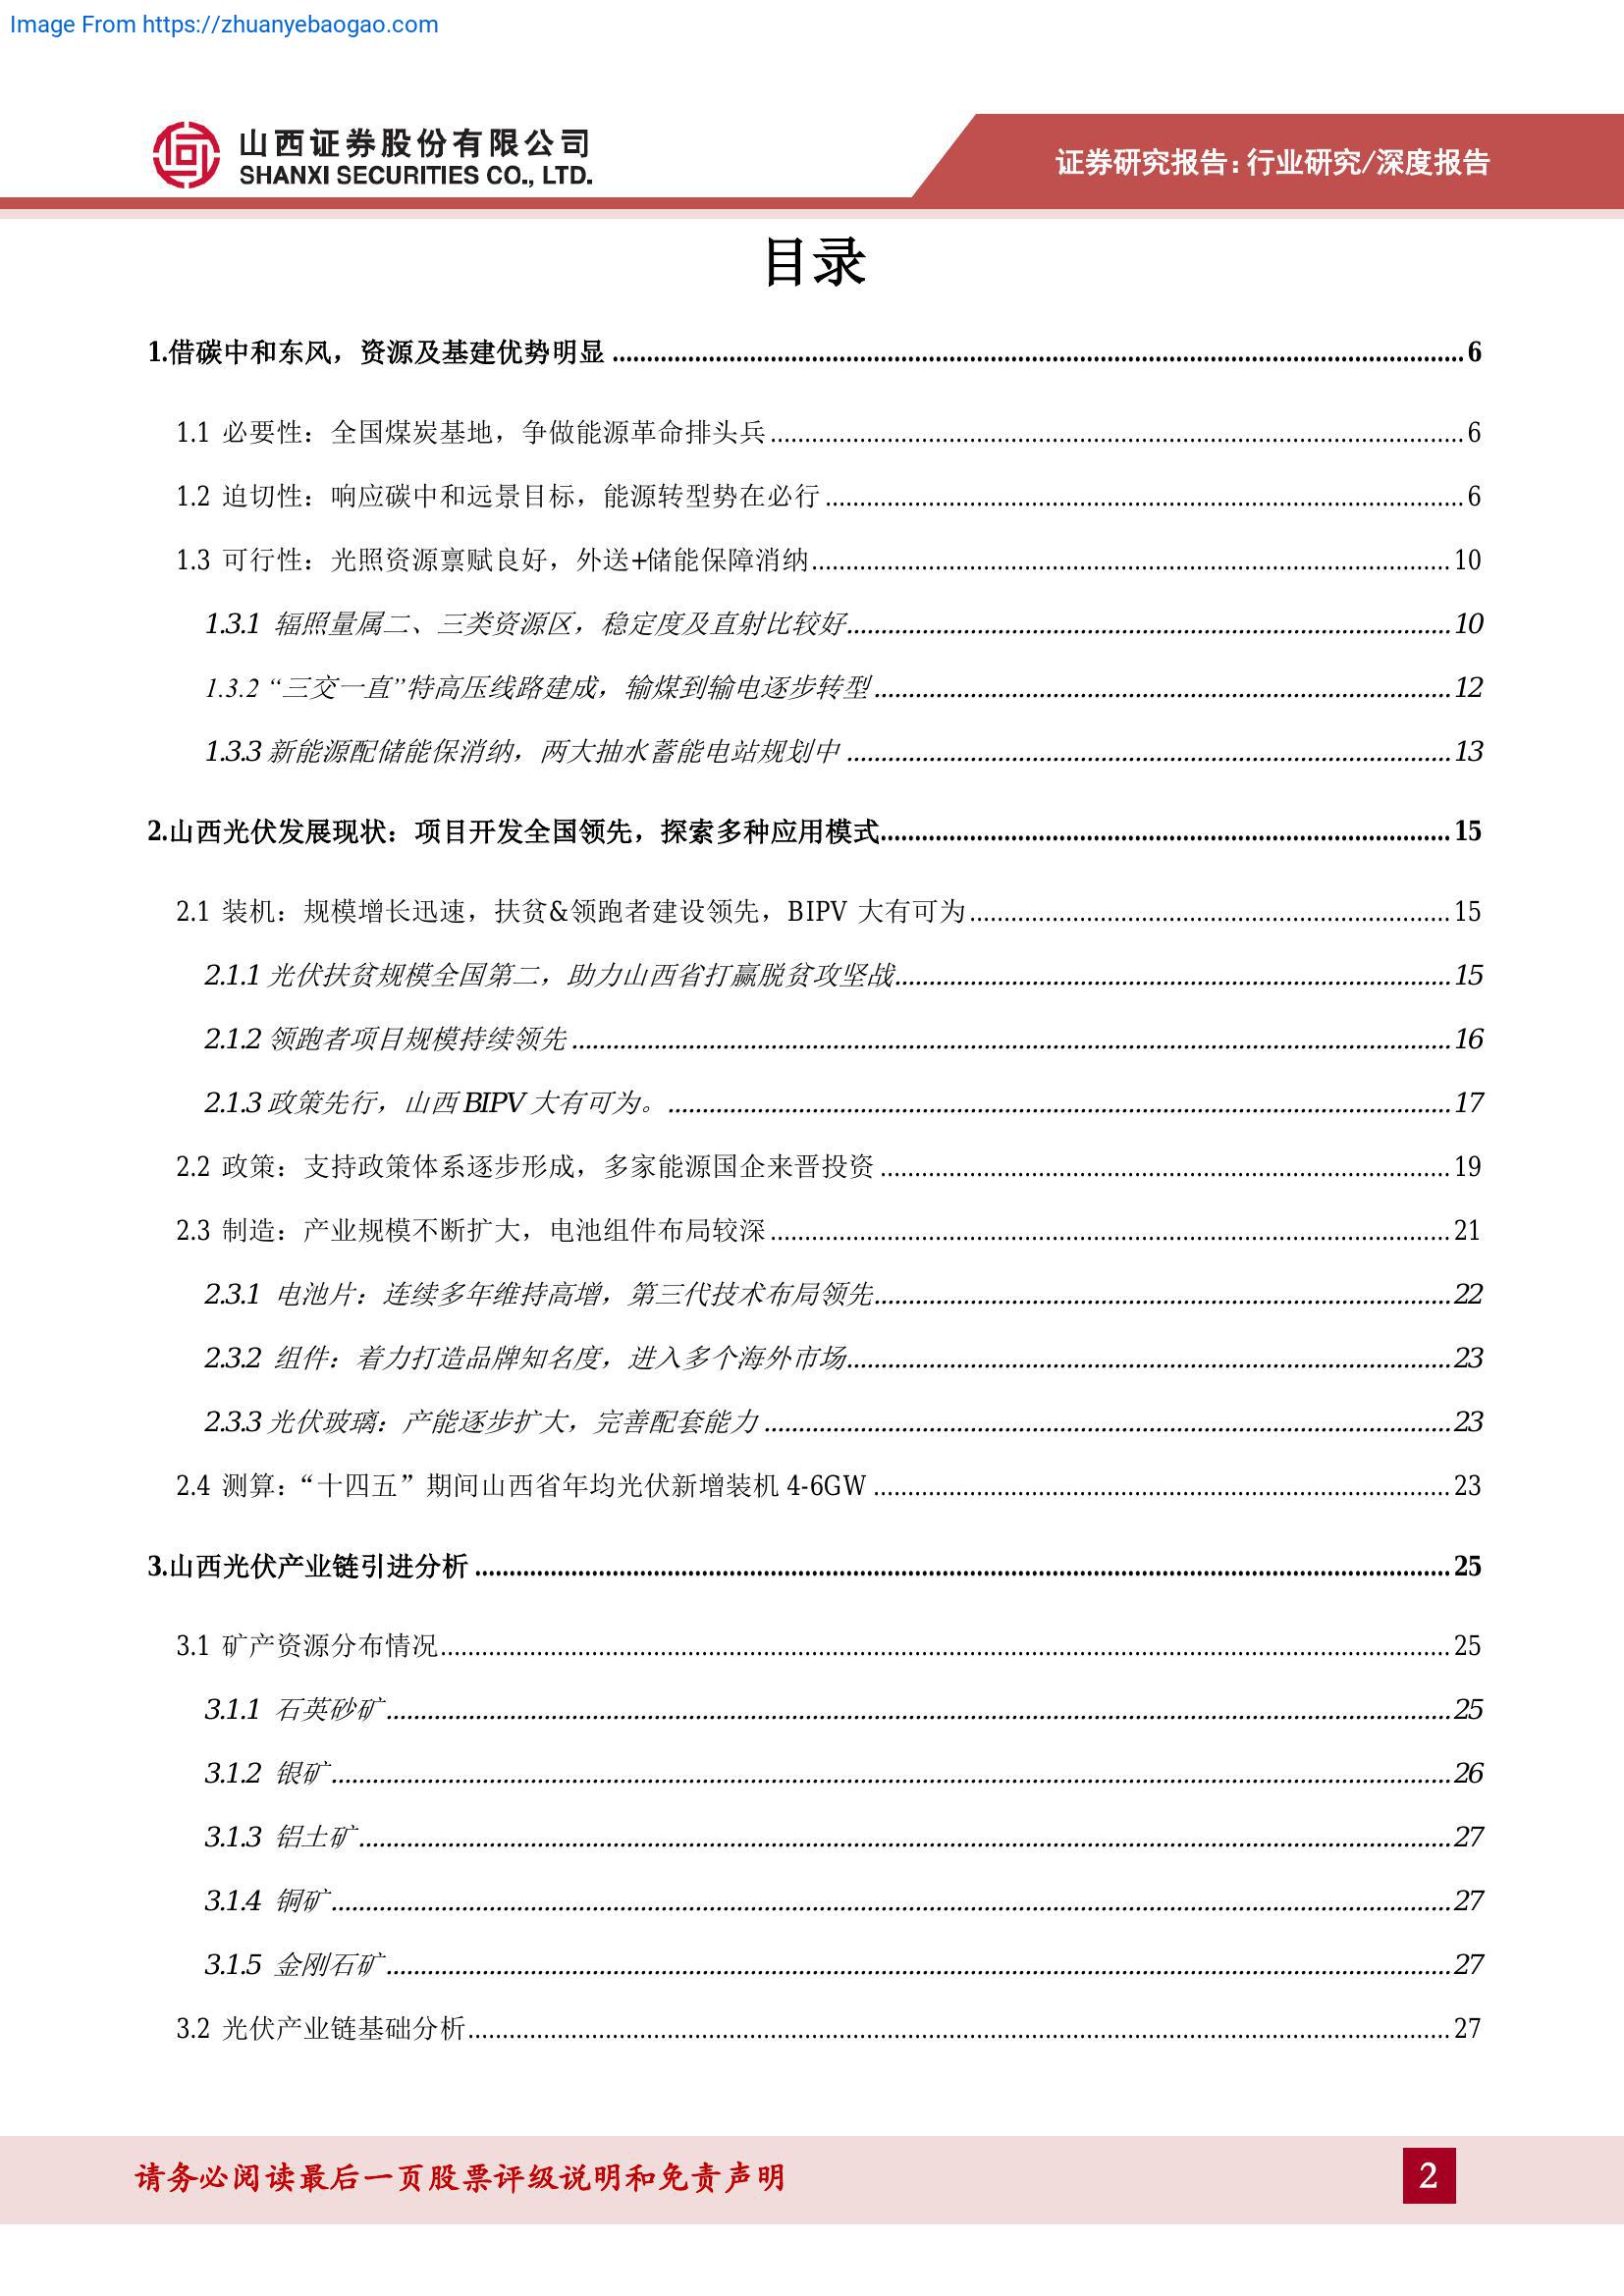 Image From https://zhuanyebaogao.com
山西证券股份有限公司
SHANXI SECURITIES CO., LTD.
证券研究报告:行业研究/深度报告
目录
1.借碳中和东风，资源及基建优势明显 6
1.1 必要性：全国煤炭基地，争做能源革命排头兵 6
1.2 迫切性：响应碳中和远景目标，能源转型势在必行 6
1.3 可行性：光照资源禀赋良好，外送+储能保障消纳 10
1.3.1 辐照量属二、三类资源区，稳定度及直射比较好 10
1.3.2 “三交一直”特高压线路建成，输煤到输电逐步转型 12
1.3.3 新能源配储能保消纳，两大抽水蓄能电站规划中 13
2.山西光伏发展现状：项目开发全国领先，探索多种应用模式 15
2.1 装机：规模增长迅速，扶贫&领跑者建设领先，BIPV 大有可为 15
2.1.1 光伏扶贫规模全国第二，助力山西省打赢脱贫攻坚战 15
2.1.2 领跑者项目规模持续领先 16
2.1.3 政策先行，山西 BIPV 大有可为。 17
2.2 政策：支持政策体系逐步形成，多家能源国企来晋投资 19
2.3 制造：产业规模不断扩大，电池组件布局较深 21
2.3.1 电池片：连续多年维持高增，第三代技术布局领先 22
2.3.2 组件：着力打造品牌知名度，进入多个海外市场 23
2.3.3 光伏玻璃：产能逐步扩大，完善配套能力 23
2.4 测算：“十四五”期间山西省年均光伏新增装机 4-6GW 23
3.山西光伏产业链引进分析 25
3.1 矿产资源分布情况 25
3.1.1 石英砂矿 25
3.1.2 银矿 26
3.1.3 铝土矿 27
3.1.4 铜矿 27
3.1.5 金刚石矿 27
3.2 光伏产业链基础分析 27
请务必阅读最后一页股票评级说明和免责声明
2